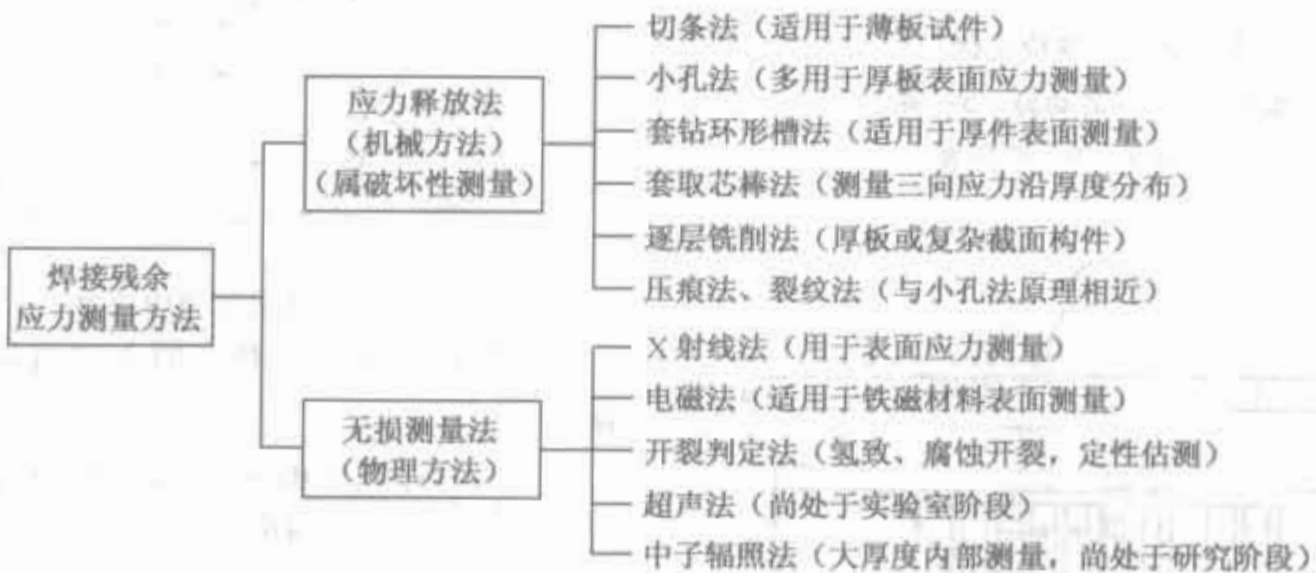 焊接残余
应力测量方法
应力释放法
（机械方法）
（属破坏性测量）
切条法（适用于薄板试件）
小孔法（多用于厚板表面应力测量）
套钻环形槽法（适用于厚件表面测量）
套取芯棒法（测量三向应力沿厚度分布）
逐层铣削法（厚板或复杂截面构件）
压痕法、裂纹法（与小孔法原理相近）
无损测量法
（物理方法）
X 射线法（用于表面应力测量）
电磁法（适用于铁磁材料表面测量）
开裂判定法（氢致、腐蚀开裂，定性估测）
超声法（尚处于实验室阶段）
中子辐照法（大厚度内部测量，尚处于研究阶段）